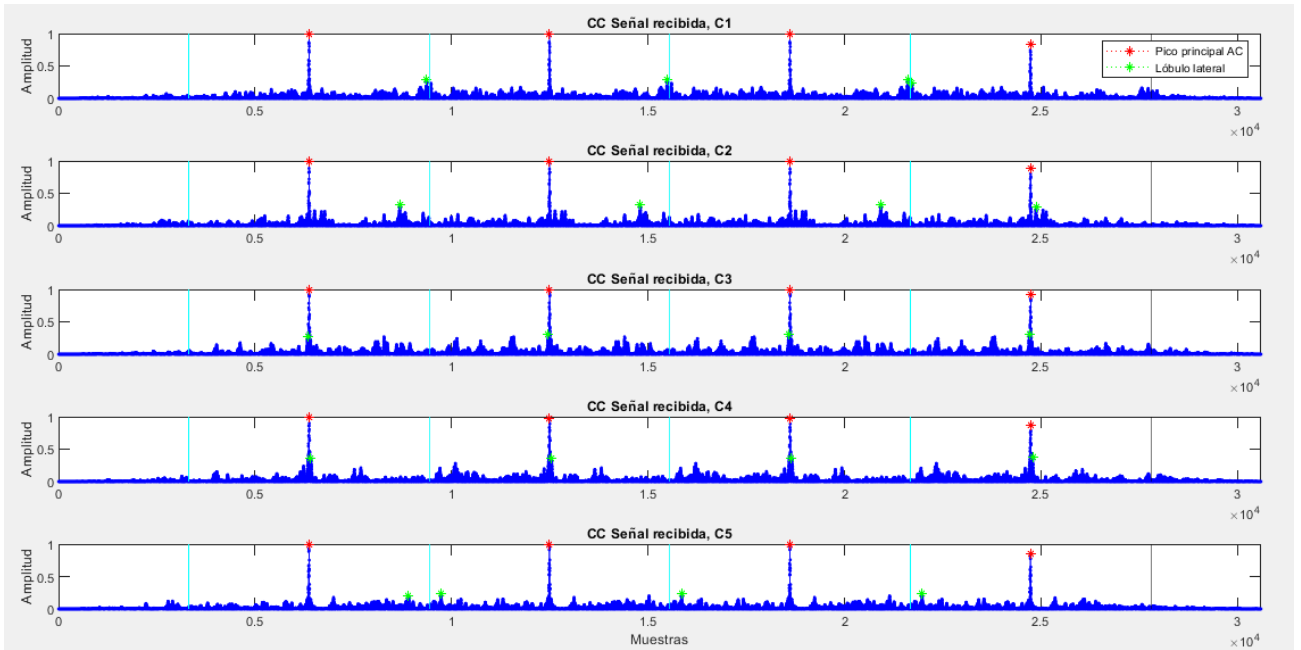 CC Señal recibida, C1
Amplitud
1
0.5
0
Pico principal AC
Lóbulo lateral
0 0.5 1 1.5 2 2.5 3
×10⁴
CC Señal recibida, C2
Amplitud
1
0.5
0
0 0.5 1 1.5 2 2.5 3
×10⁴
CC Señal recibida, C3
Amplitud
1
0.5
0
0 0.5 1 1.5 2 2.5 3
×10⁴
CC Señal recibida, C4
Amplitud
1
0.5
0
0 0.5 1 1.5 2 2.5 3
×10⁴
CC Señal recibida, C5
Amplitud
1
0.5
0
0 0.5 1 1.5 2 2.5 3
Muestras
×10⁴